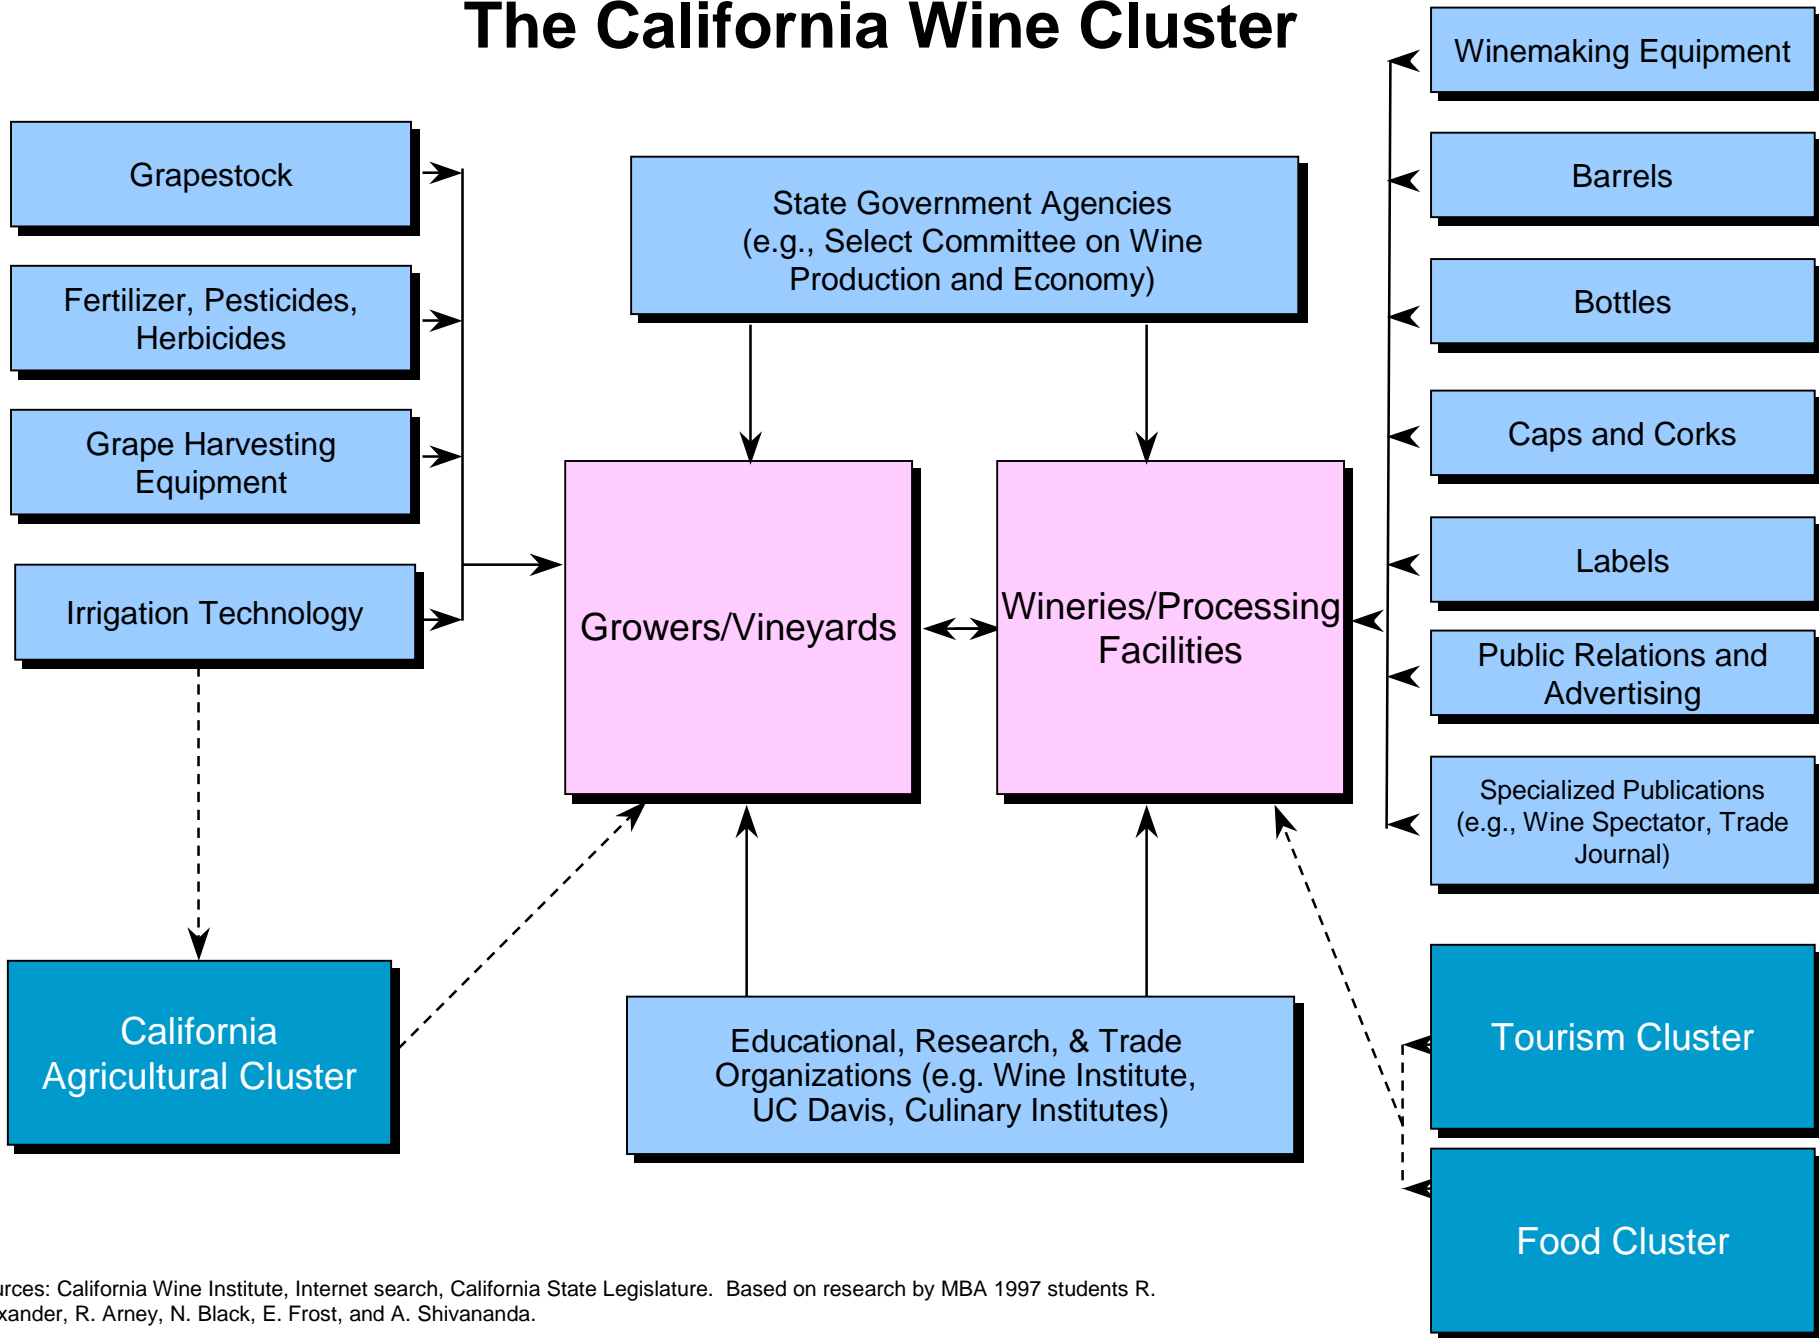 The California Wine Cluster
Winemaking Equipment
Grapestock
State Government Agencies
(e.g., Select Committee on Wine
Production and Economy)
Barrels
Fertilizer, Pesticides,
Herbicides
Bottles
Grape Harvesting
Equipment
Caps and Corks
Irrigation Technology
Growers/Vineyards
Wineries/Processing
Facilities
Labels
Public Relations and
Advertising
Specialized Publications
(e.g., Wine Spectator, Trade
Journal)
California
Agricultural Cluster
Educational, Research, & Trade
Organizations (e.g. Wine Institute,
UC Davis, Culinary Institutes)
Tourism Cluster
Food Cluster
urces: California Wine Institute, Internet search, California State Legislature. Based on research by MBA 1997 students R.
xander, R. Arney, N. Black, E. Frost, and A. Shivananda.